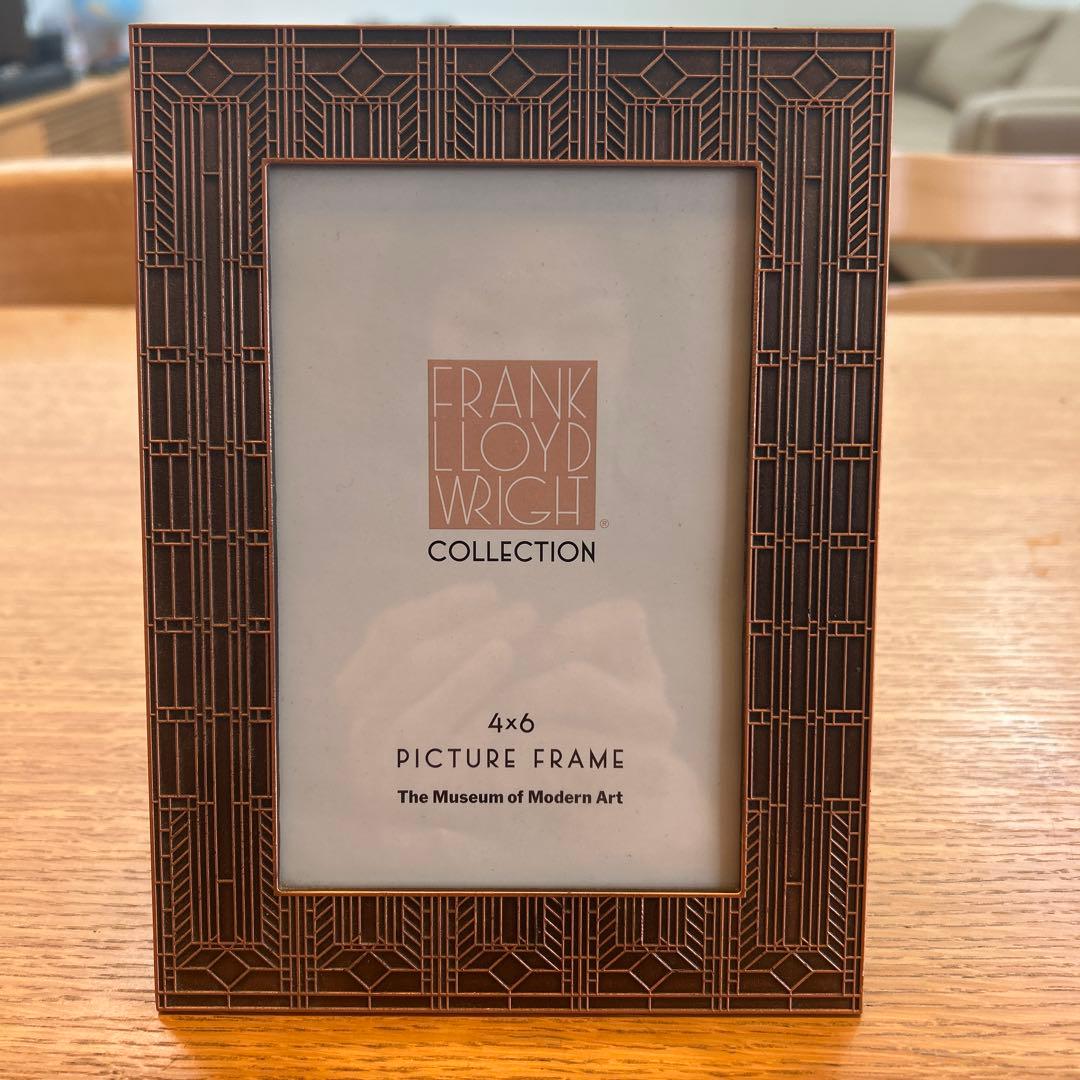 FRANK
LLOYD
WRIGHT®
COLLECTION
4×6
PICTURE FRAME
The Museum of Modern Art